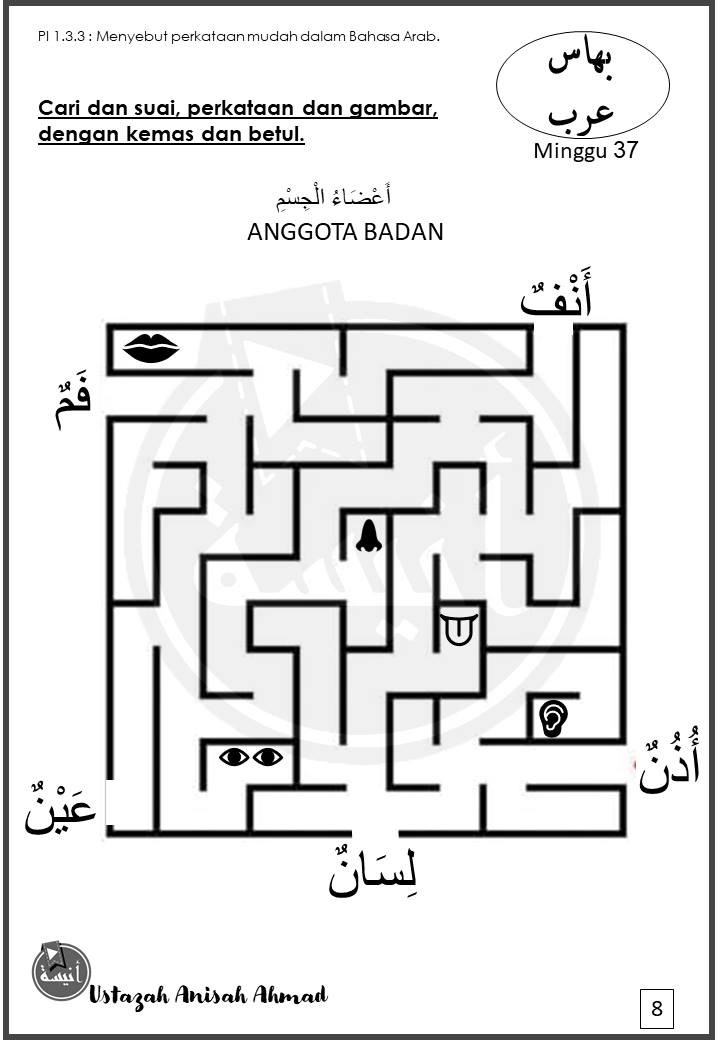 PI 1.3.3 : Menyebut perkataan mudah dalam Bahasa Arab.
بهاس
عرب
Minggu 37
Cari dan suai, perkataan dan gambar,
dengan kemas dan betul.
أَعْضَاءُ الْجِسْمِ
ANGGOTA BADAN
أَنْفٌ
فَمٌ
أُذُنٌ
عَيْنٌ
لِسَانٌ
أنيسة
أنيسة
Ustazah Anisah Ahmad
8